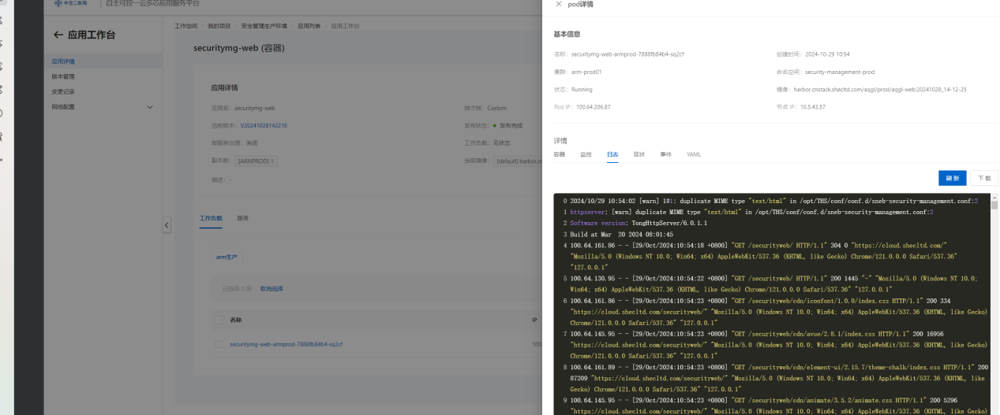 中交二航局 自主可控一云多芯应用服务平台
← 应用工作台
应用详情
版本管理
变更记录
网络配置
工作空间 / 我的项目 / 安全管理生产环境 / 应用列表 / 应用工作台
securitymg-web (容器)
应用详情
应用名: securitymg-web
技术栈: Custom
当前版本: V20241028142216
发布状态: 发布完成
微服务治理: 关闭
工作负载: 无状态
副本数: [ARMPROD] 1
当前镜像: [default] harbor.cr
描述: -
工作负载 服务
arm生产
已选择 0 项 取消选择
名称 IP
securitymg-web-armprod-7888fb84b4-sq2cf 100.
× pod详情
基本信息
名称: securitymg-web-armprod-7888fb84b4-sq2cf
创建时间: 2024-10-29 10:54
集群: arm-prod01
命名空间: security-management-prod
状态: Running
镜像: harbor.cnstack.shecltd.com/aqgl/prod/aqgl-web:20241028_14-12-25
Pod IP: 100.64.206.87
节点 IP: 10.5.43.57
详情
容器 监控 日志 现状 事件 YAML
刷 新 下 载
0 2024/10/29 10:54:02 [warn] 1#1: duplicate MIME type "text/html" in /opt/THS/conf/conf.d/sneb-security-management.conf:2
1 httpserver: [warn] duplicate MIME type "text/html" in /opt/THS/conf/conf.d/sneb-security-management.conf:2
2 Software version: TongHttpServer/6.0.1.1
3 Build at Mar 20 2024 08:01:45
4 100.64.161.86 - - [29/Oct/2024:10:54:18 +0800] "GET /securityweb/ HTTP/1.1" 304 0 "https://cloud.shecltd.com/"
"Mozilla/5.0 (Windows NT 10.0; Win64; x64) AppleWebKit/537.36 (KHTML, like Gecko) Chrome/121.0.0.0 Safari/537.36"
"127.0.0.1"
5 100.64.130.95 - - [29/Oct/2024:10:54:22 +0800] "GET /securityweb/ HTTP/1.1" 200 1445 "-" "Mozilla/5.0 (Windows NT 10.0;
Win64; x64) AppleWebKit/537.36 (KHTML, like Gecko) Chrome/121.0.0.0 Safari/537.36" "127.0.0.1"
6 100.64.161.86 - - [29/Oct/2024:10:54:23 +0800] "GET /securityweb/cdn/iconfont/1.0.0/index.css HTTP/1.1" 200 334
"https://cloud.shecltd.com/securityweb/" "Mozilla/5.0 (Windows NT 10.0; Win64; x64) AppleWebKit/537.36 (KHTML, like Gecko)
Chrome/121.0.0.0 Safari/537.36" "127.0.0.1"
7 100.64.145.95 - - [29/Oct/2024:10:54:23 +0800] "GET /securityweb/cdn/avue/2.8.1/index.css HTTP/1.1" 200 16956
"https://cloud.shecltd.com/securityweb/" "Mozilla/5.0 (Windows NT 10.0; Win64; x64) AppleWebKit/537.36 (KHTML, like Gecko)
Chrome/121.0.0.0 Safari/537.36" "127.0.0.1"
8 100.64.161.89 - - [29/Oct/2024:10:54:23 +0800] "GET /securityweb/cdn/element-ui/2.15.7/theme-chalk/index.css HTTP/1.1" 200
87209 "https://cloud.shecltd.com/securityweb/" "Mozilla/5.0 (Windows NT 10.0; Win64; x64) AppleWebKit/537.36 (KHTML, like
Gecko) Chrome/121.0.0.0 Safari/537.36" "127.0.0.1"
9 100.64.145.95 - - [29/Oct/2024:10:54:23 +0800] "GET /securityweb/cdn/animate/3.5.2/animate.css HTTP/1.1" 200 5296
"https://cloud.shecltd.com/securityweb/" "Mozilla/5.0 (Windows NT 10.0; Win64; x64) AppleWebKit/537.36 (KHTML, like Gecko)